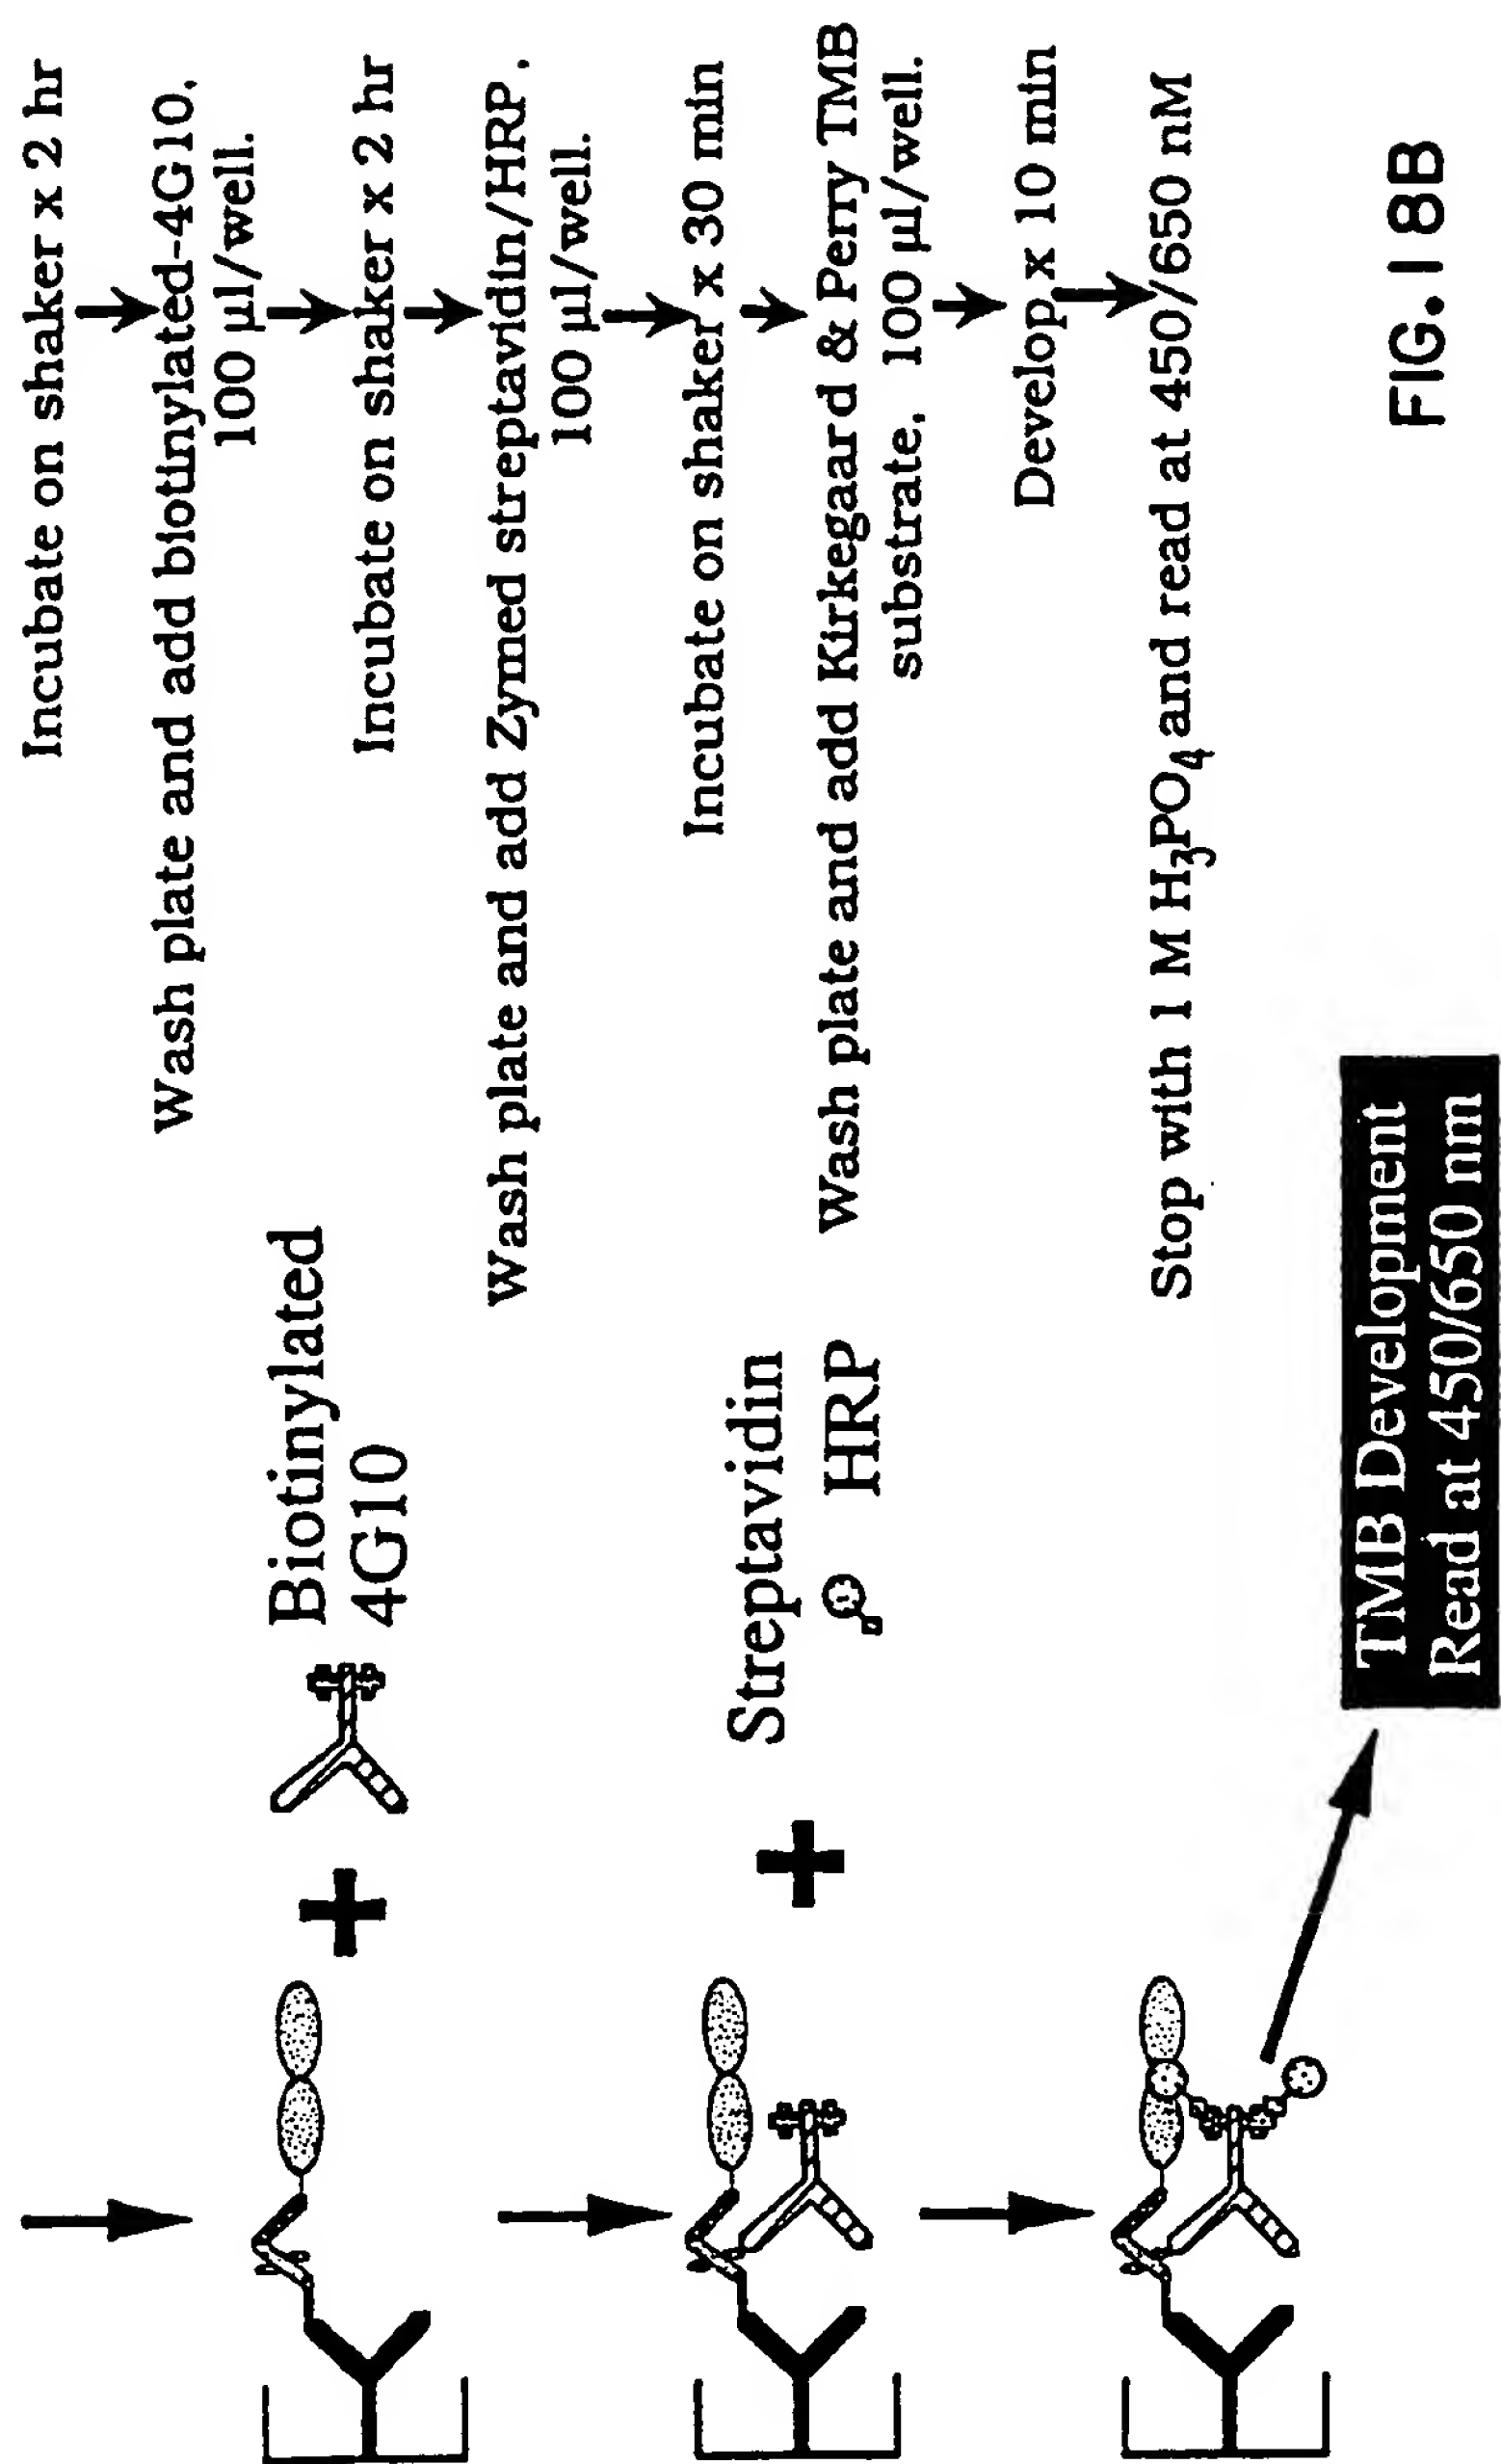 Incubate on shaker x 2 hr
Wash plate and add biotinylated-4G10,
100 µl/well.
Incubate on shaker x 2 hr
Wash plate and add Zymed streptavidin/HRP.
100 µl/well.
Incubate on shaker x 30 min
Wash plate and add Kirkegaard & Perry TMB
substrate, 100 µl/well.
Develop x 10 min
Stop with 1 M H₃PO₄ and read at 450/650 nM
Biotinylated
4G10
Streptavidin
HRP
TMB Development
Read at 450/650 nm
FIG. 18B